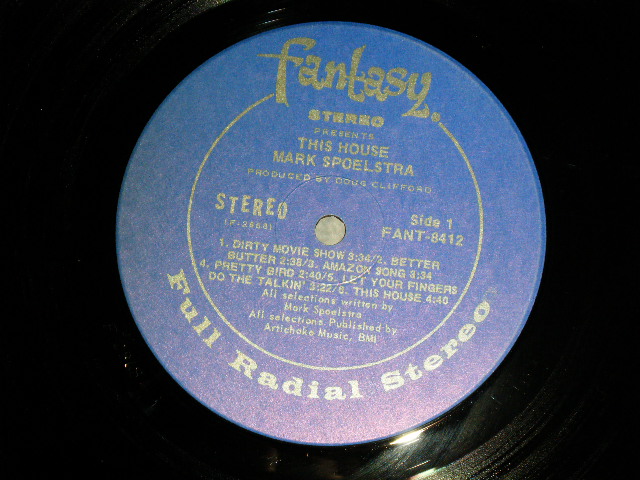 fantasy
STEREO
PRESENTS
THIS HOUSE
MARK SPOELSTRA
PRODUCED BY DOUG CLIFFORD
STEREO
Side 1
FANT-8412
1. DIRTY MOVIE SHOW 3:34/2. BETTER
BUTTER 2:38/3. AMAZON SONG 3:34
4. PRETTY BIRD 2:40/5. LET YOUR FINGERS
DO THE TALKIN' 3:22/6. THIS HOUSE 4:40
All selections written by
Mark Spoelstra
All selections Published by
Artichoke Music, BMI
Full Radial Stereo